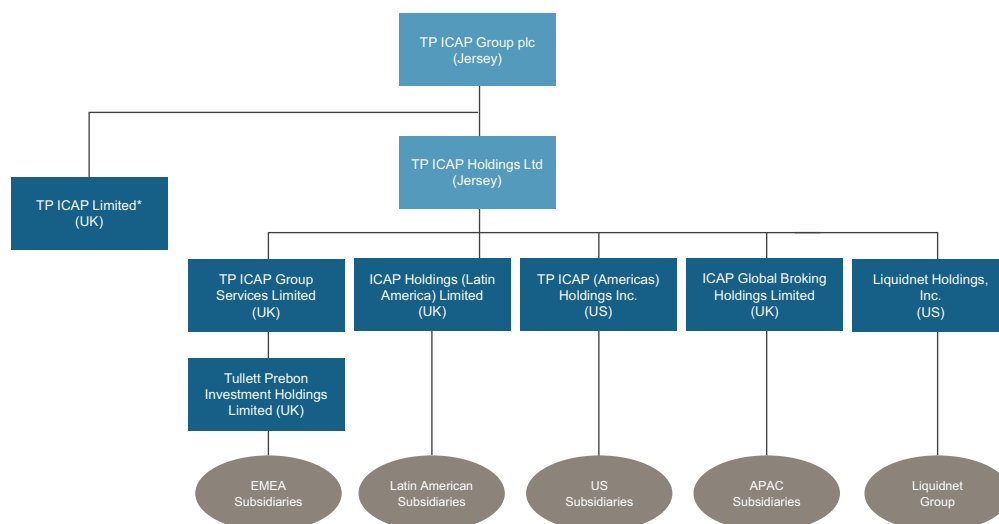 TP ICAP Group plc
(Jersey)
TP ICAP Holdings Ltd
(Jersey)
TP ICAP Limited*
(UK)
TP ICAP Group
Services Limited
(UK)
ICAP Holdings (Latin
America) Limited
(UK)
TP ICAP (Americas)
Holdings Inc.
(US)
ICAP Global Broking
Holdings Limited
(UK)
Liquidnet Holdings,
Inc.
(US)
Tullett Prebon
Investment Holdings
Limited (UK)
EMEA
Subsidiaries
Latin American
Subsidiaries
US
Subsidiaries
APAC
Subsidiaries
Liquidnet
Group